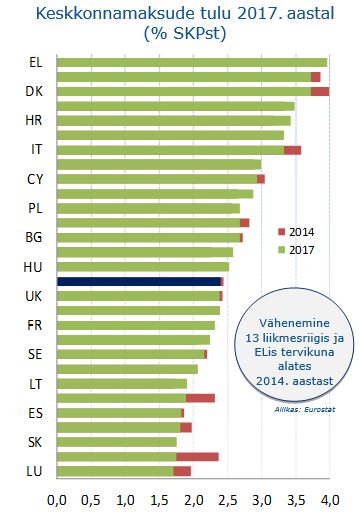 Keskkonnamaksude tulu 2017. aastal
(% SKPst)
EL
DK
HR
IT
CY
PL
BG
HU
UK
FR
SE
LT
ES
SK
LU
2014
2017
Vähenemine
13 liikmesriigis ja
ELis tervikuna
alates
2014. aastast
Allikas: Eurostat
0,0 0,5 1,0 1,5 2,0 2,5 3,0 3,5 4,0